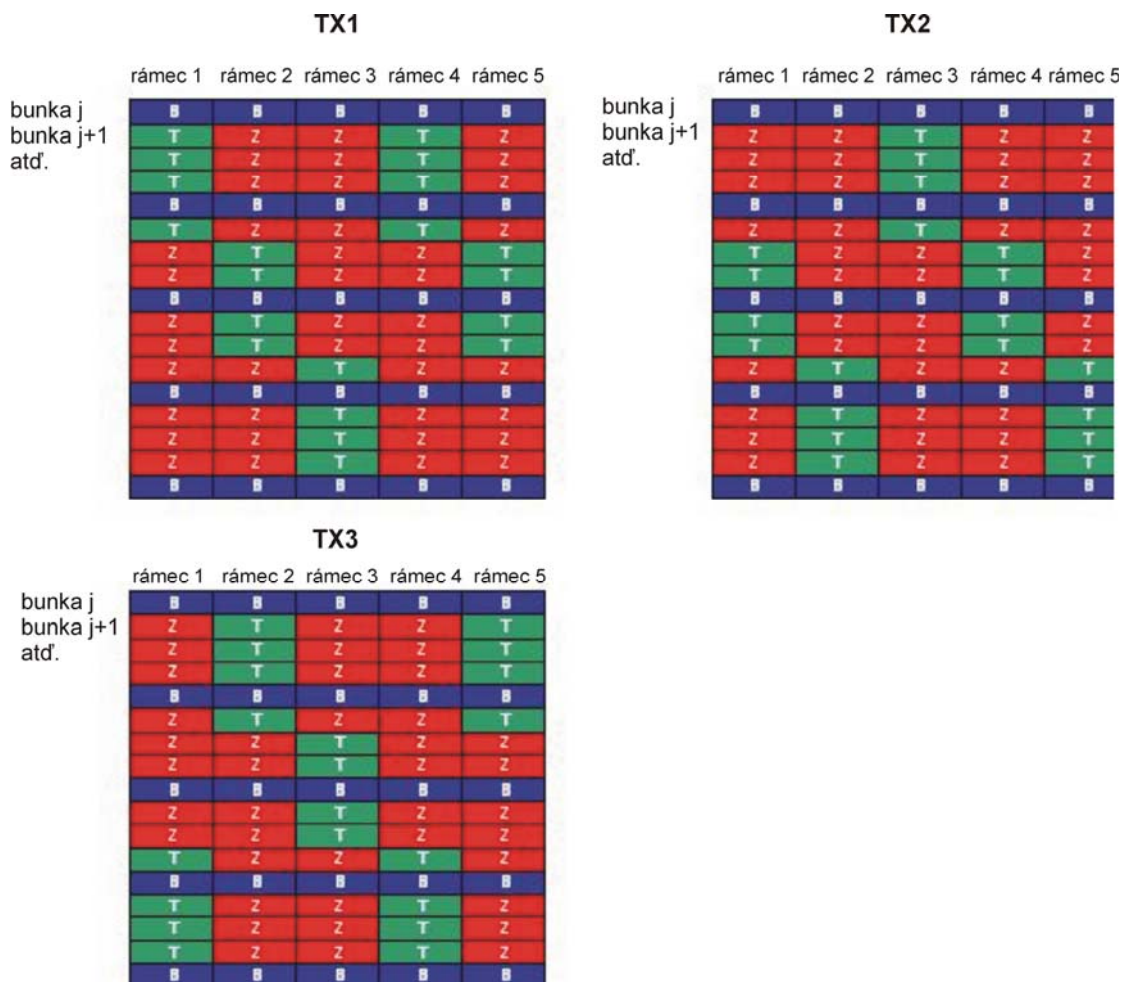 TX1
rámec 1 rámec 2 rámec 3 rámec 4 rámec 5
bunka j B B B B B
bunka j+1 T Z Z T Z
atď. T Z Z T Z
T Z Z T Z
B B B B B
T Z Z T Z
Z T Z Z T
Z T Z Z T
B B B B B
Z T Z Z T
Z T Z Z T
Z Z T Z Z
B B B B B
Z Z T Z Z
Z Z T Z Z
Z Z T Z Z
B B B B B
TX2
rámec 1 rámec 2 rámec 3 rámec 4 rámec 5
bunka j B B B B B
bunka j+1 Z Z T Z Z
atď. Z Z T Z Z
Z Z T Z Z
B B B B B
Z Z T Z Z
T Z Z T Z
T Z Z T Z
B B B B B
T Z Z T Z
T Z Z T Z
Z T Z Z T
B B B B B
Z T Z Z T
Z T Z Z T
Z T Z Z T
B B B B B
TX3
rámec 1 rámec 2 rámec 3 rámec 4 rámec 5
bunka j B B B B B
bunka j+1 Z T Z Z T
atď. Z T Z Z T
Z T Z Z T
B B B B B
Z T Z Z T
Z Z T Z Z
Z Z T Z Z
B B B B B
Z Z T Z Z
Z Z T Z Z
T Z Z T Z
B B B B B
T Z Z T Z
T Z Z T Z
T Z Z T Z
B B B B B